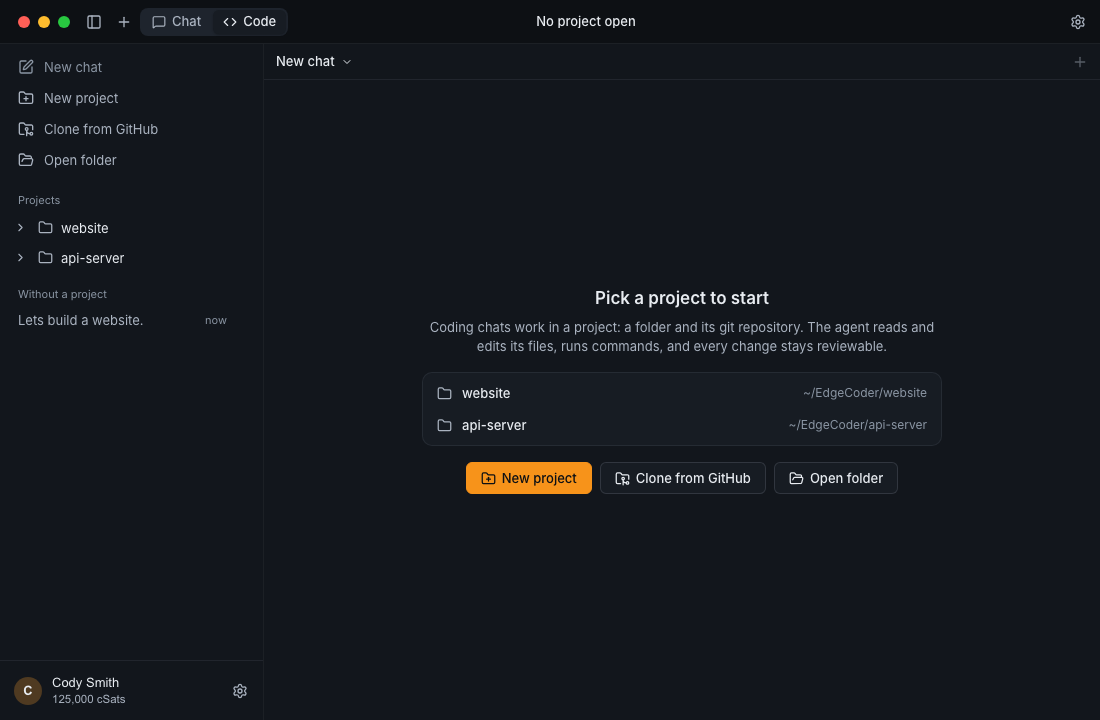 Chat
Code
No project open
New chat
New project
Clone from GitHub
Open folder
Projects
website
api-server
Without a project
Lets build a website. now
C
Cody Smith
125,000 cSats
New chat
Pick a project to start
Coding chats work in a project: a folder and its git repository. The agent reads and
edits its files, runs commands, and every change stays reviewable.
website ~/EdgeCoder/website
api-server ~/EdgeCoder/api-server
New project
Clone from GitHub
Open folder